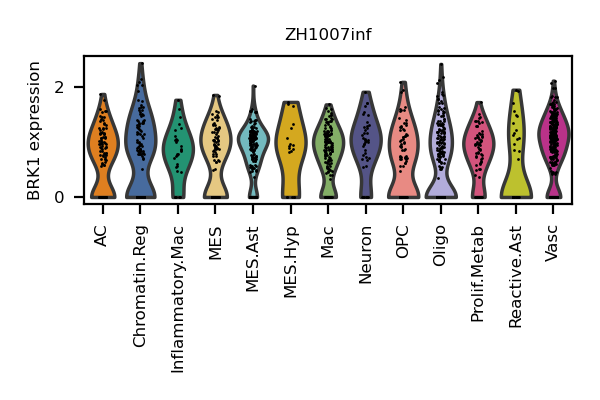 ZH1007inf
BRK1 expression
2
0
AC
Chromatin.Reg
Inflammatory.Mac
MES
MES.Ast
MES.Hyp
Mac
Neuron
OPC
Oligo
Prolif.Metab
Reactive.Ast
Vasc